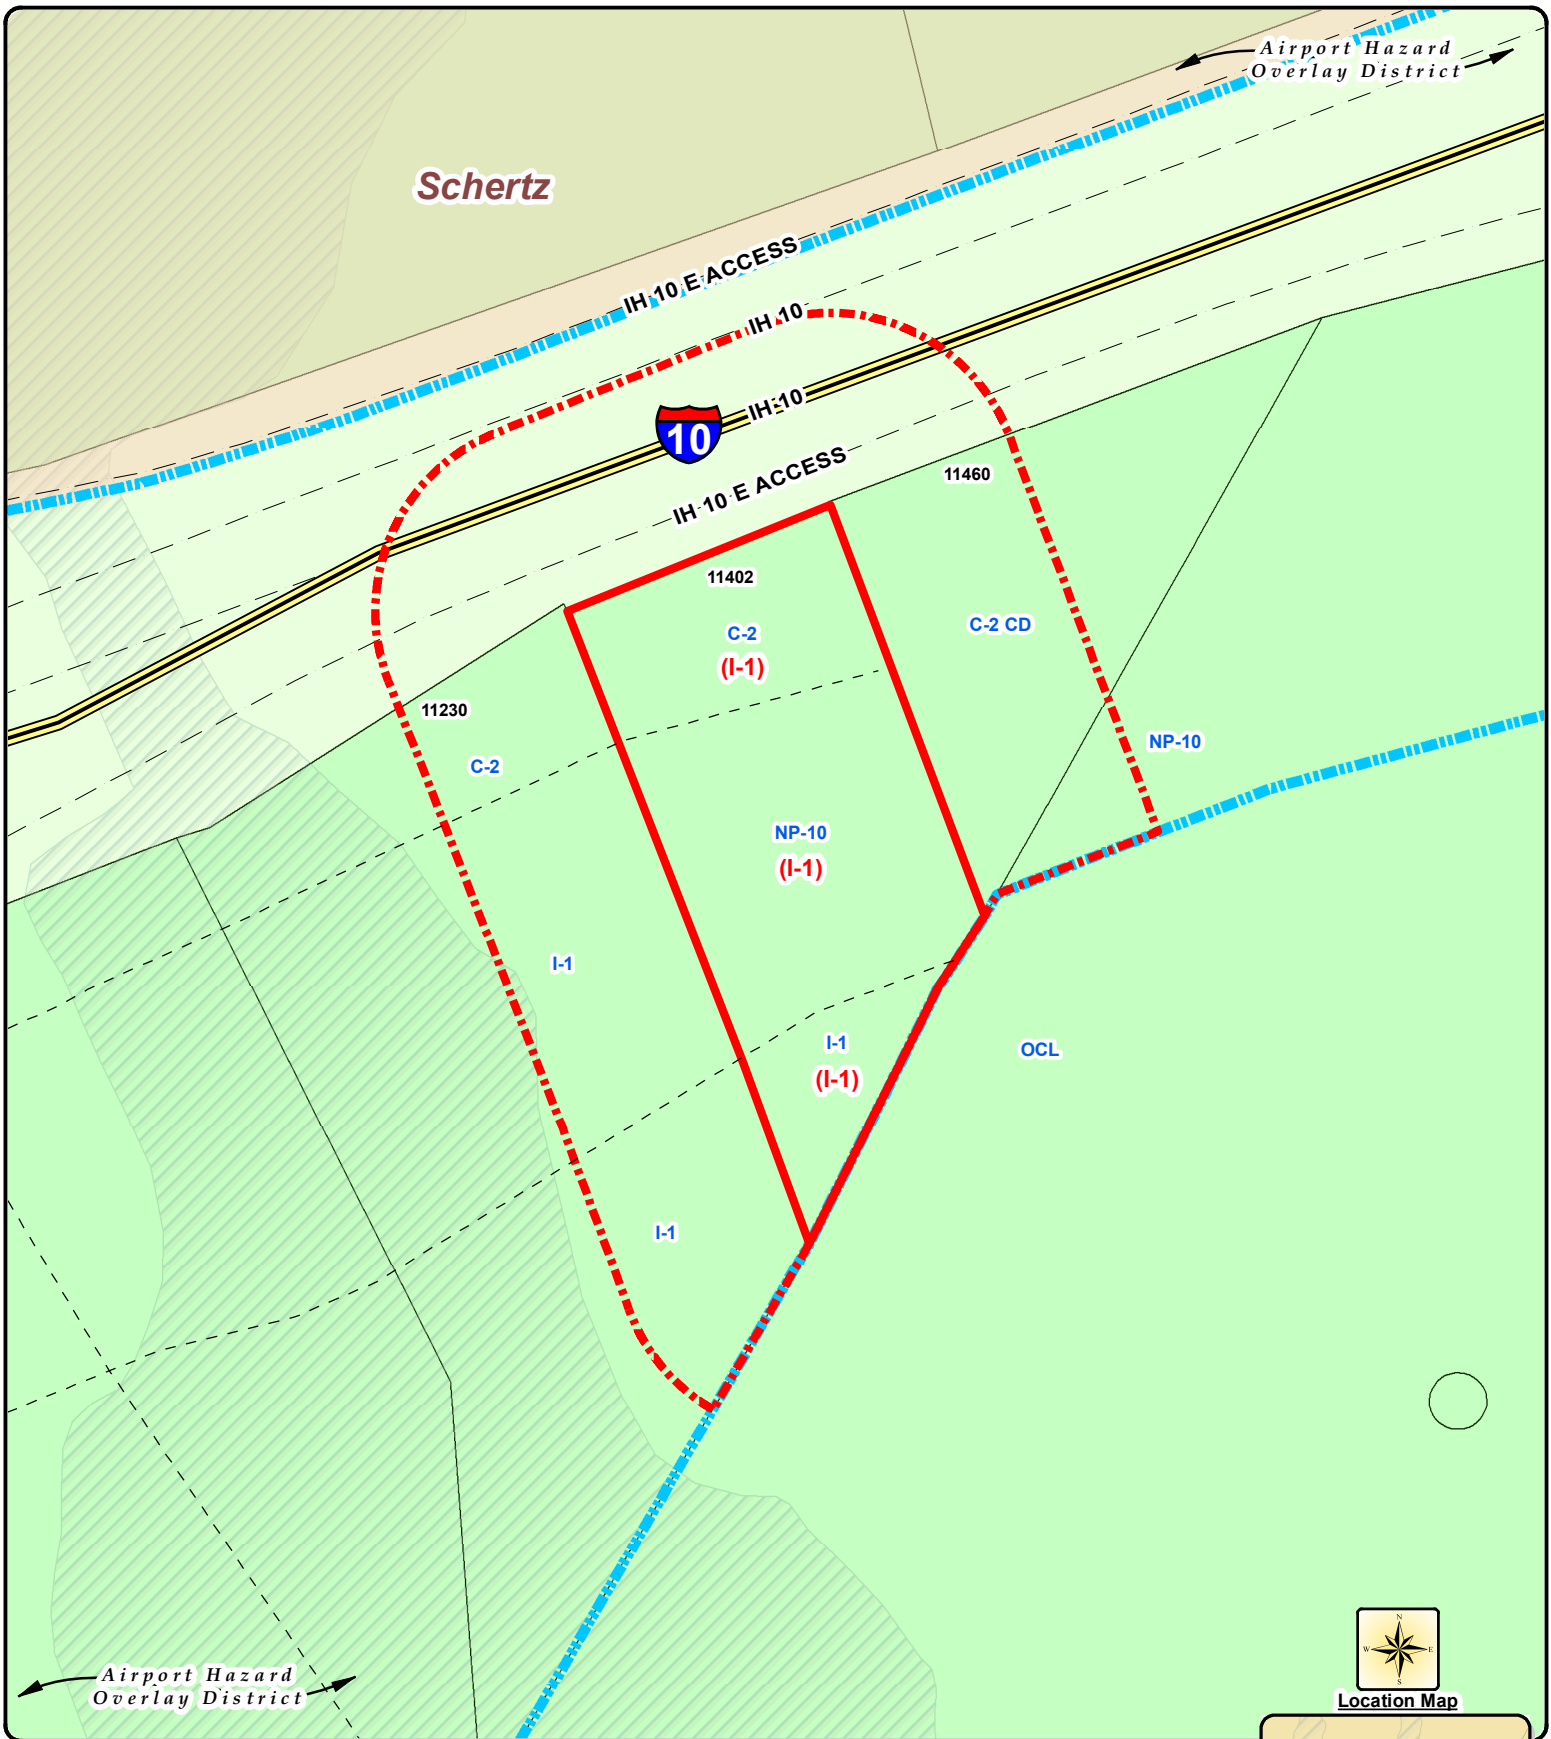 Airport Hazard
Overlay District
Schertz
IH 10 E ACCESS
IH 10
IH-10
10
IH 10 E ACCESS
11460
11402
C-2
(I-1)
C-2 CD
11230
C-2
NP-10
NP-10
(I-1)
I-1
I-1
(I-1)
OCL
I-1
N
W
E
S
Location Map
Airport Hazard
Overlay District